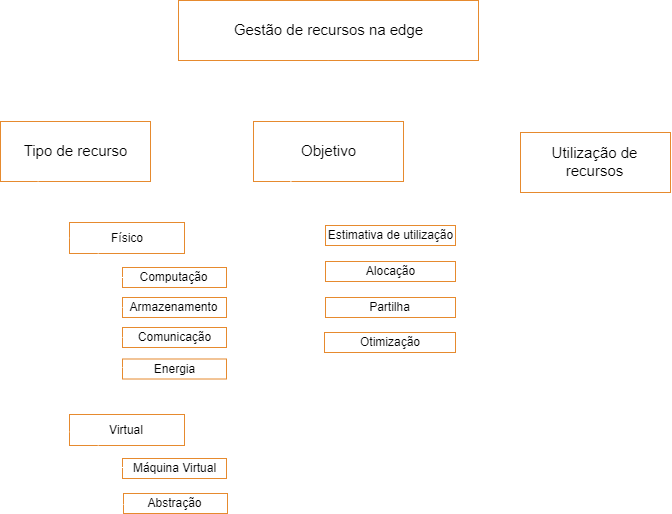 Gestão de recursos na edge
Tipo de recurso
Objetivo
Utilização de
recursos
Físico
Computação
Armazenamento
Comunicação
Energia
Virtual
Máquina Virtual
Abstração
Estimativa de utilização
Alocação
Partilha
Otimização